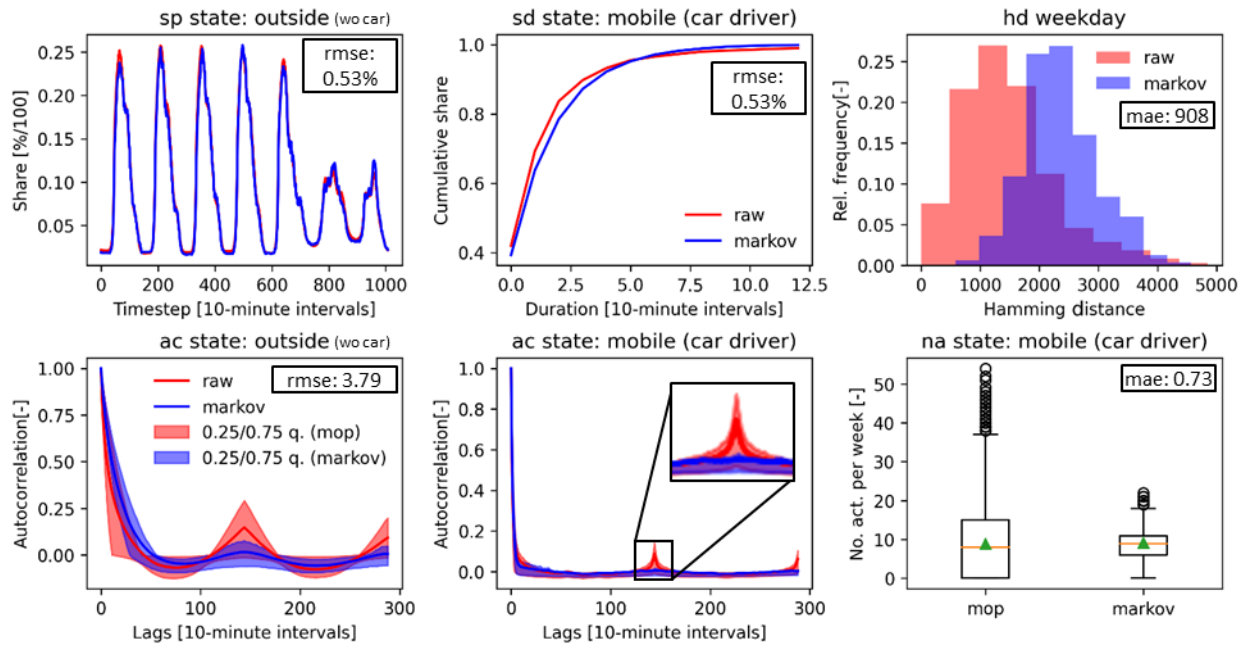 sp state: outside (wo car)
rmse:
0.53%
0.25
0.20
0.15
0.10
0.05
Share [%/100]
0 200 400 600 800 1000
Timestep [10-minute intervals]
sd state: mobile (car driver)
1.0
0.8
0.6
0.4
Cumulative share
rmse:
0.53%
raw
markov
0.0 2.5 5.0 7.5 10.0 12.5
Duration [10-minute intervals]
hd weekday
0.25
0.20
0.15
0.10
0.05
0.00
Rel. frequency[-]
raw
markov
mae: 908
0 1000 2000 3000 4000 5000
Hamming distance
ac state: outside (wo car)
1.00
0.75
0.50
0.25
0.00
Autocorrelation[-]
rmse: 3.79
raw
markov
0.25/0.75 q. (mop)
0.25/0.75 q. (markov)
0 100 200 300
Lags [10-minute intervals]
ac state: mobile (car driver)
1.0
0.8
0.6
0.4
0.2
0.0
Autocorrelation[-]
0 100 200 300
Lags [10-minute intervals]
na state: mobile (car driver)
mae: 0.73
50
40
30
20
10
0
No. act. per week [-]
mop markov